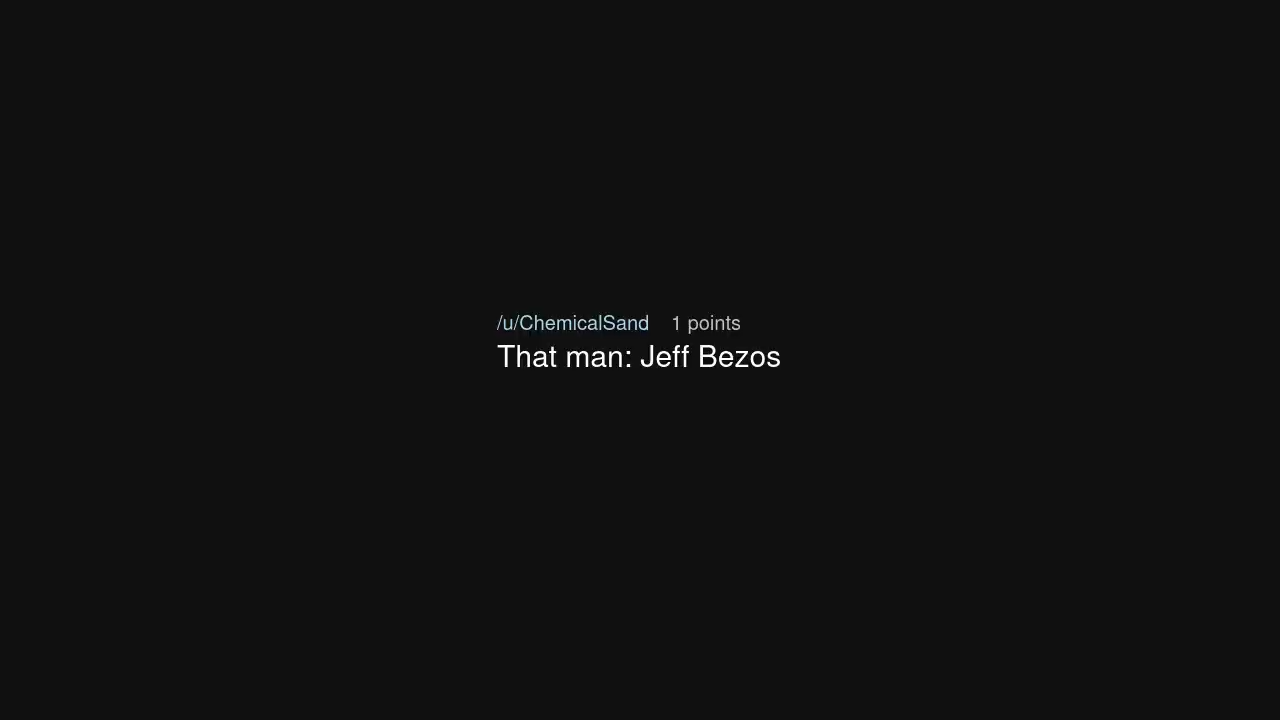 /u/ChemicalSand 1 points
That man: Jeff Bezos